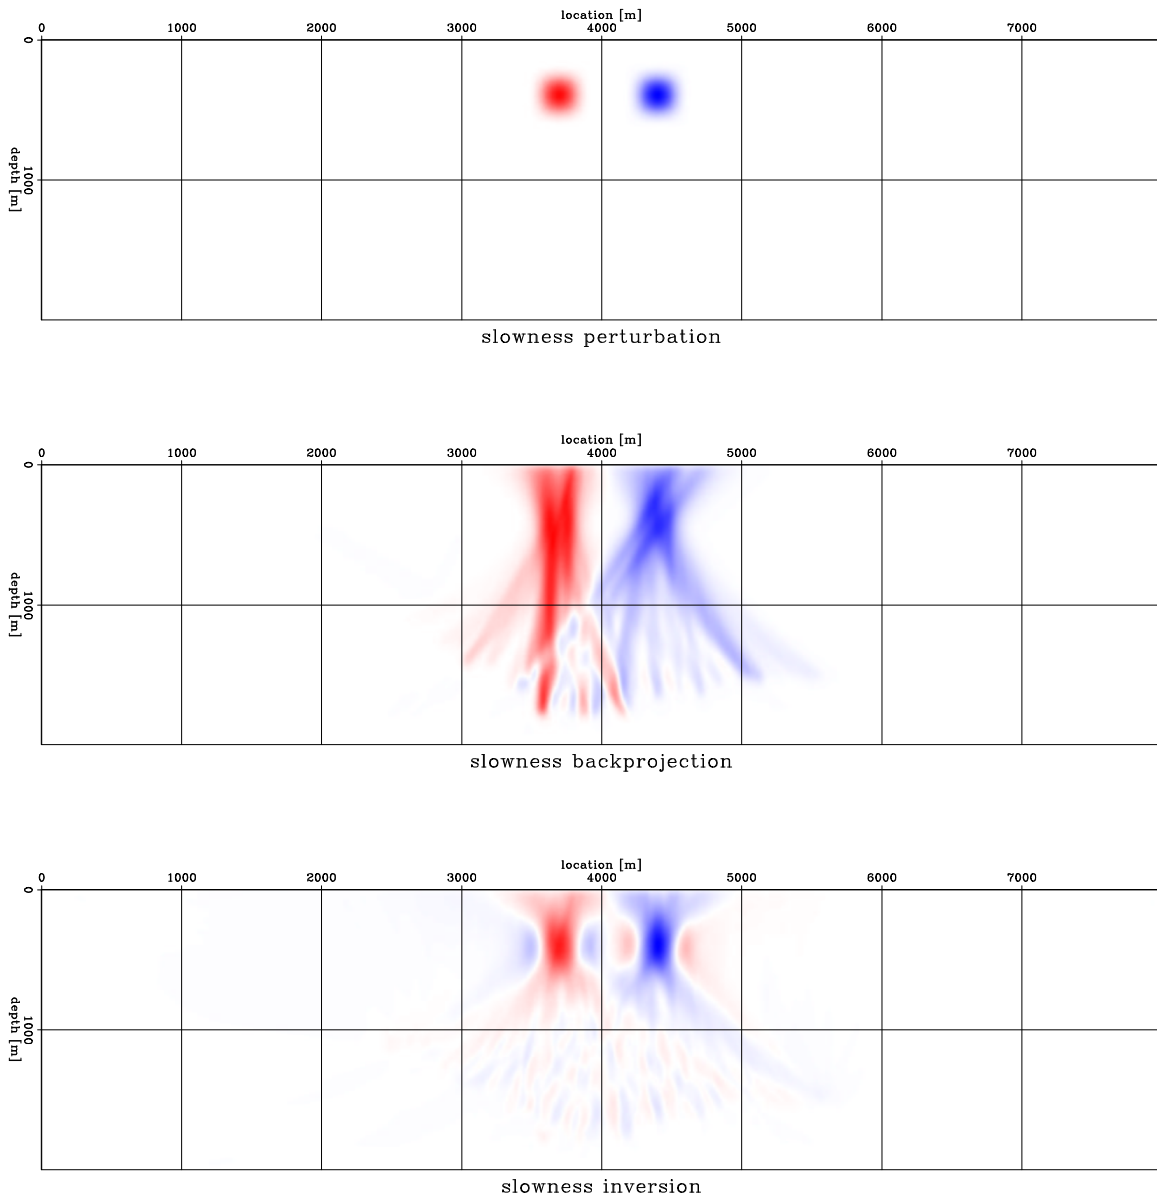 location [m]
0 1000 2000 3000 4000 5000 6000 7000
0
1000
depth [m]
slowness perturbation
location [m]
0 1000 2000 3000 4000 5000 6000 7000
0
1000
depth [m]
slowness backprojection
location [m]
0 1000 2000 3000 4000 5000 6000 7000
0
1000
depth [m]
slowness inversion